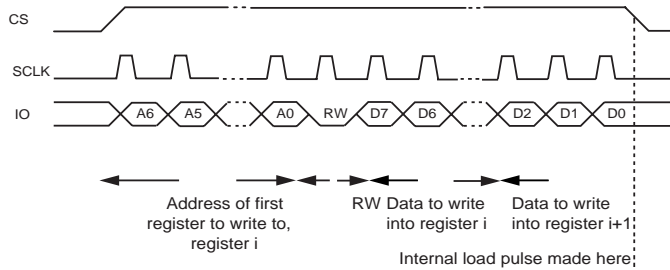 CS
SCLK
IO
A6 A5 A0 RW D7 D6 D2 D1 D0
Address of first
register to write to,
register i
RW
Data to write
into register i
Data to write
into register i+1
Internal load pulse made here